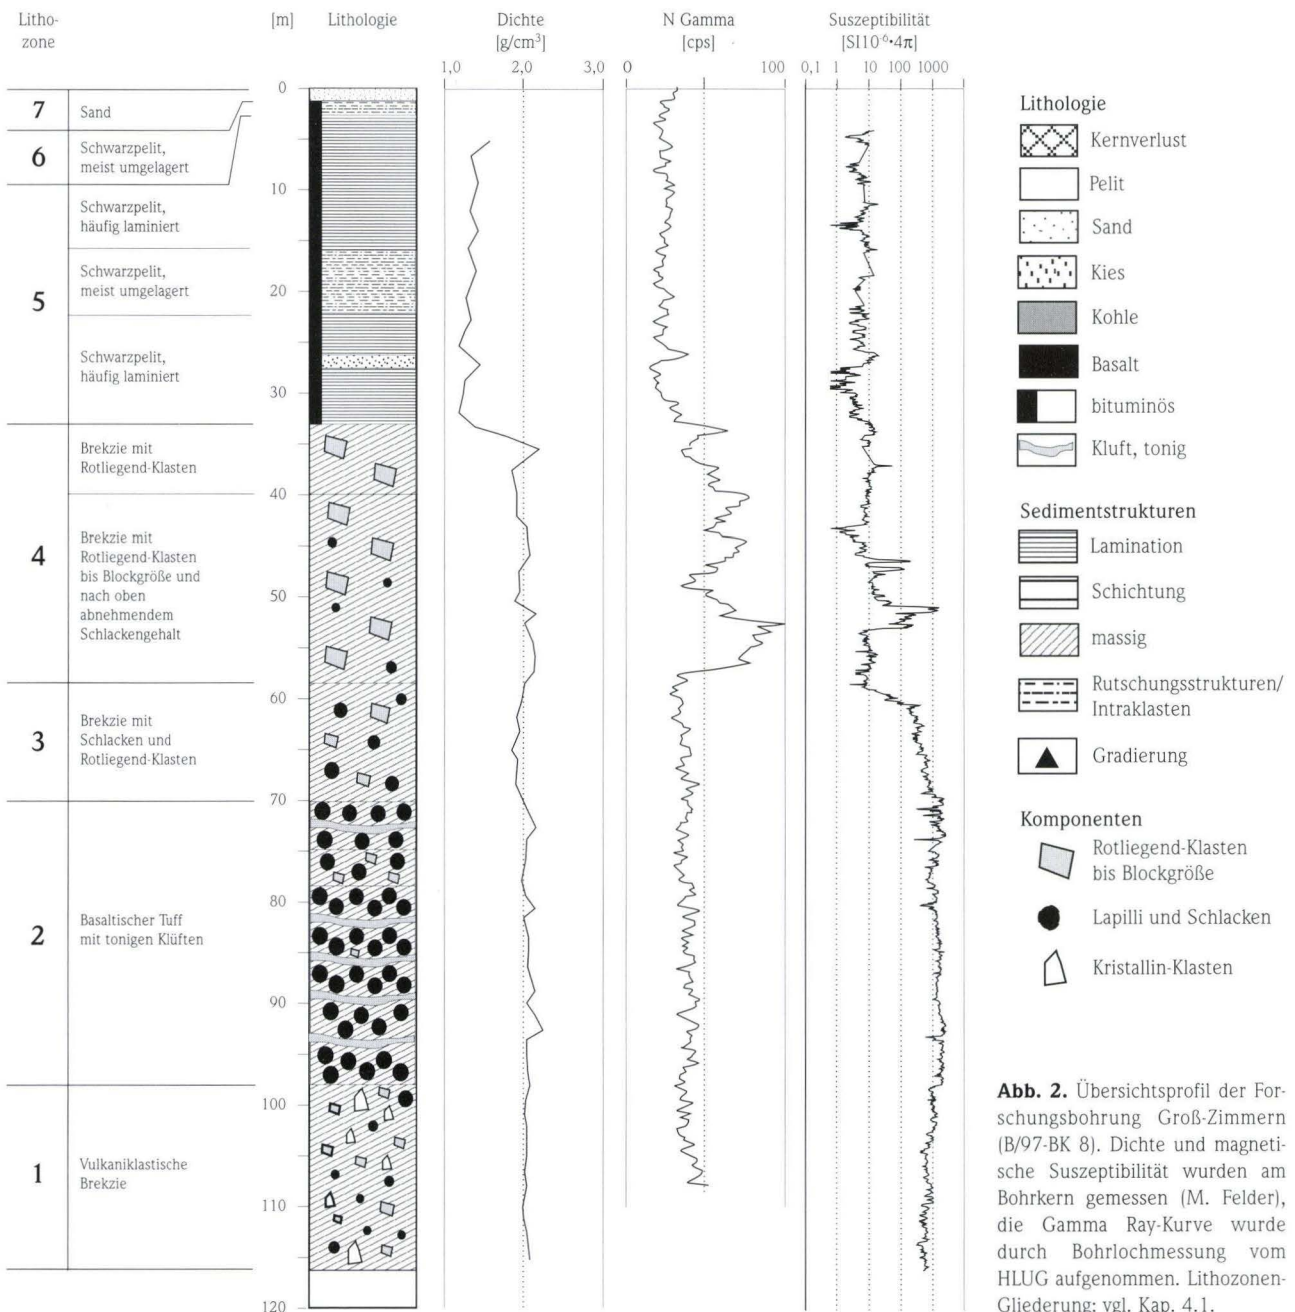 Litho-
zone
[m]
Lithologie
Dichte
[g/cm³]
N Gamma
[cps]
Suszeptibilität
[SI10⁻⁶•4π]
1,0 2,0 3,0
0 100
0,1 1 10 100 1000
0
10
20
30
40
50
60
70
80
90
100
110
120
7
Sand
6
Schwarzpelit,
meist umgelagert
5
Schwarzpelit,
häufig laminiert
Schwarzpelit,
meist umgelagert
Schwarzpelit,
häufig laminiert
4
Brekzie mit
Rotliegend-Klasten
Brekzie mit
Rotliegend-Klasten
bis Blockgröße und
nach oben
abnehmendem
Schlackengehalt
3
Brekzie mit
Schlacken und
Rotliegend-Klasten
2
Basaltischer Tuff
mit tonigen Klüften
1
Vulkaniklastische
Brekzie
Lithologie
Kernverlust
Pelit
Sand
Kies
Kohle
Basalt
bituminös
Kluft, tonig
Sedimentstrukturen
Lamination
Schichtung
massig
Rutschungsstrukturen/
Intraklasten
Gradierung
Komponenten
Rotliegend-Klasten
bis Blockgröße
Lapilli und Schlacken
Kristallin-Klasten
Abb. 2. Übersichtsprofil der For-
schungsbohrung Groß-Zimmern
(B/97-BK 8). Dichte und magneti-
sche Suszeptibilität wurden am
Bohrkern gemessen (M. Felder),
die Gamma Ray-Kurve wurde
durch Bohrlochmessung vom
HLUG aufgenommen. Lithozonen-
Gliederung: vgl. Kap. 4.1.